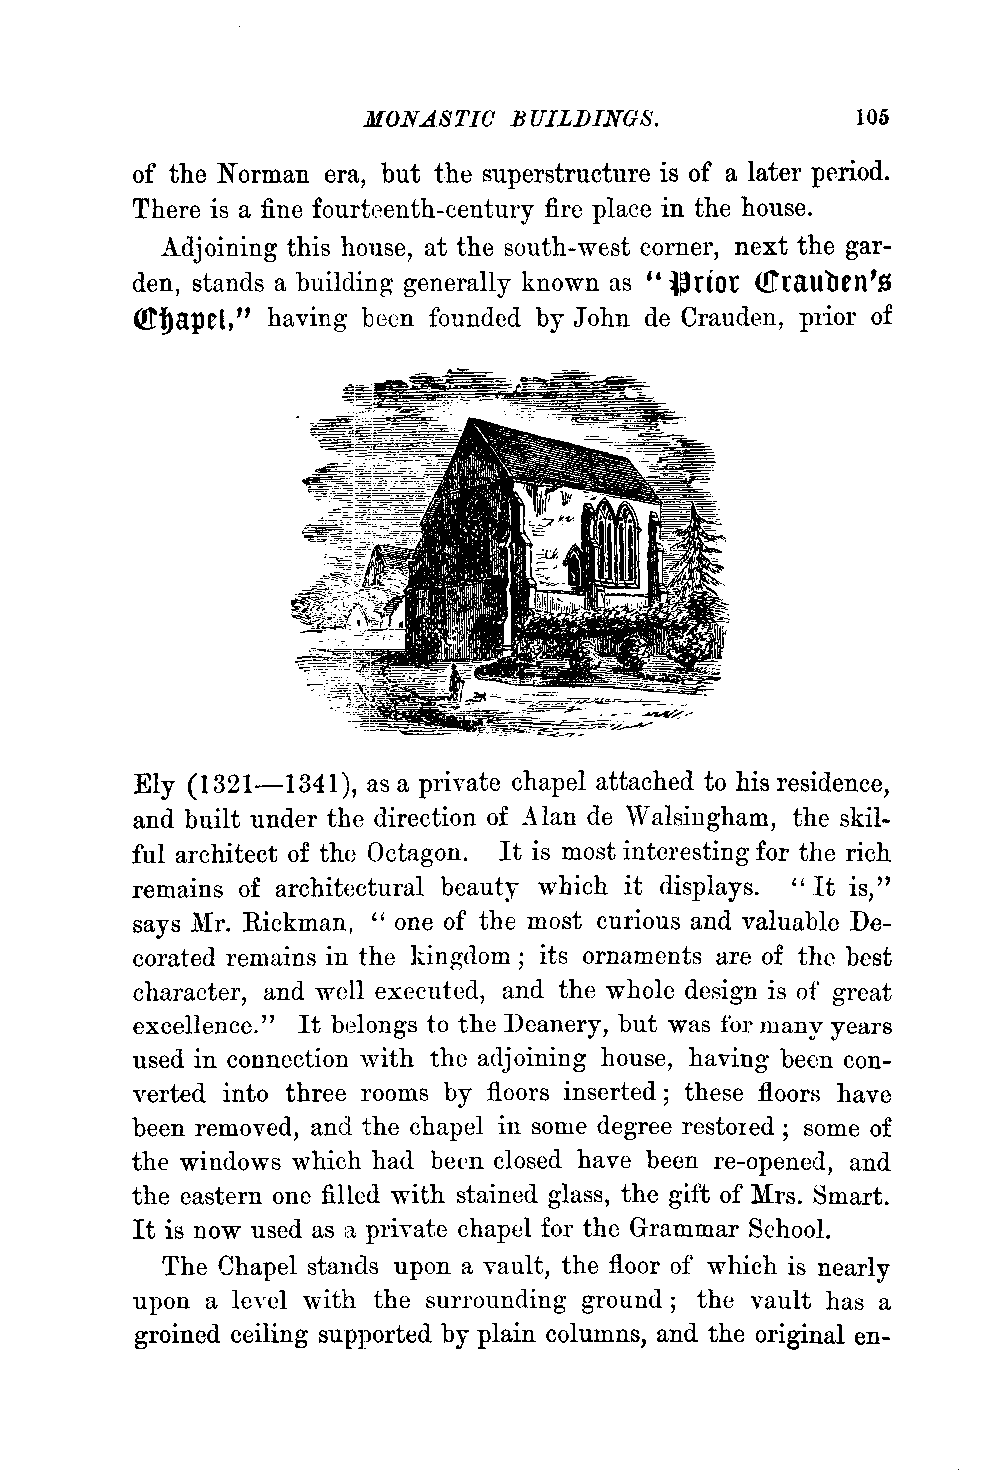 MONASTIC BUILDINGS. 105
of the Norman era, but the superstructure is of a later period.
There is a fine fourteenth-century fire place in the house.
Adjoining this house, at the south-west corner, next the gar-
den, stands a building generally known as “Prior Crauden's
Chapel,” having been founded by John de Crauden, prior of
Ely (1321—1341), as a private chapel attached to his residence,
and built under the direction of Alan de Walsingham, the skil-
ful architect of the Octagon. It is most interesting for the rich
remains of architectural beauty which it displays. “It is,”
says Mr. Rickman, “one of the most curious and valuable De-
corated remains in the kingdom; its ornaments are of the best
character, and well executed, and the whole design is of great
excellence.” It belongs to the Deanery, but was for many years
used in connection with the adjoining house, having been con-
verted into three rooms by floors inserted; these floors have
been removed, and the chapel in some degree restored; some of
the windows which had been closed have been re-opened, and
the eastern one filled with stained glass, the gift of Mrs. Smart.
It is now used as a private chapel for the Grammar School.
The Chapel stands upon a vault, the floor of which is nearly
upon a level with the surrounding ground; the vault has a
groined ceiling supported by plain columns, and the original en-